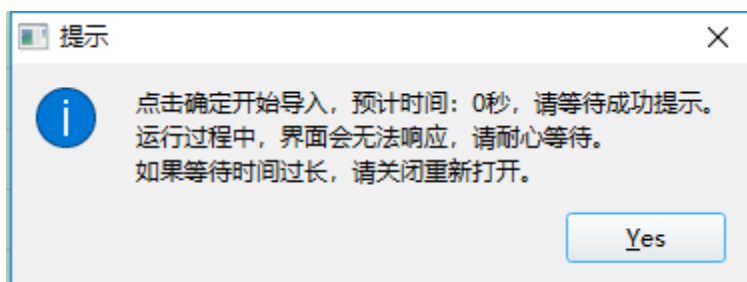 提示
点击确定开始导入，预计时间：0秒，请等待成功提示。
运行过程中，界面会无法响应，请耐心等待。
如果等待时间过长，请关闭重新打开。
Yes